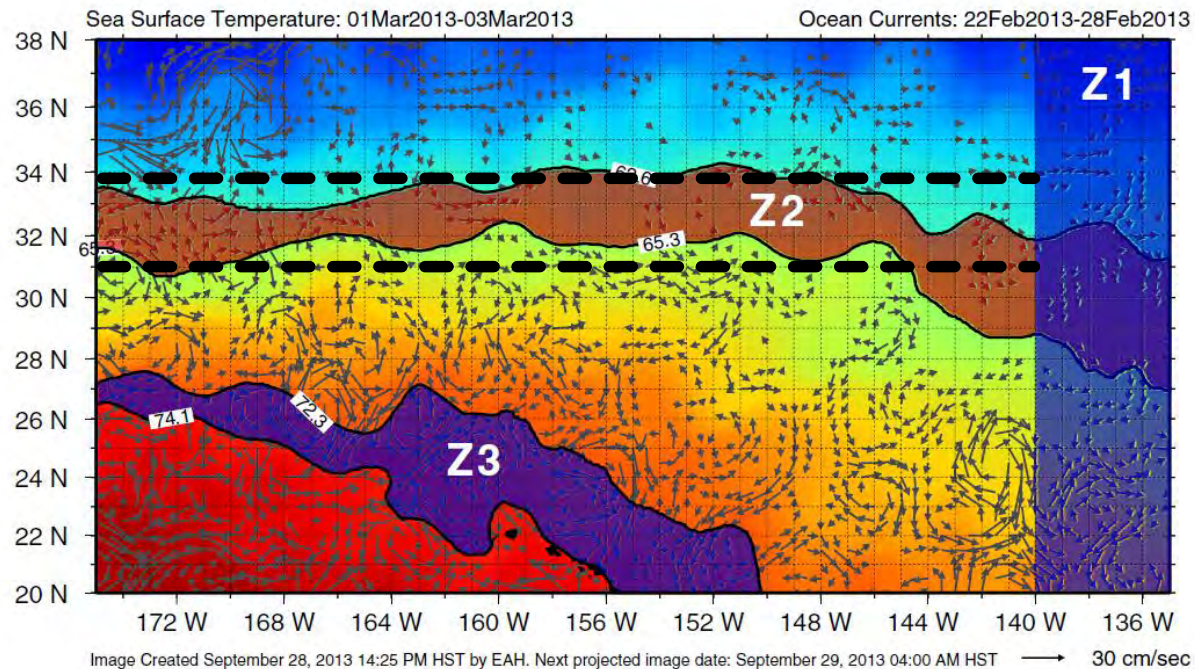 Sea Surface Temperature: 01Mar2013-03Mar2013
Ocean Currents: 22Feb2013-28Feb2013
38 N
Z1
36 N
34 N
Z2
32 N
65.3
30 N
28 N
26 N
74.1
72.3
Z3
24 N
22 N
20 N
172 W 168 W 164 W 160 W 156 W 152 W 148 W 144 W 140 W 136 W
Image Created September 28, 2013 14:25 PM HST by EAH. Next projected image date: September 29, 2013 04:00 AM HST
30 cm/sec